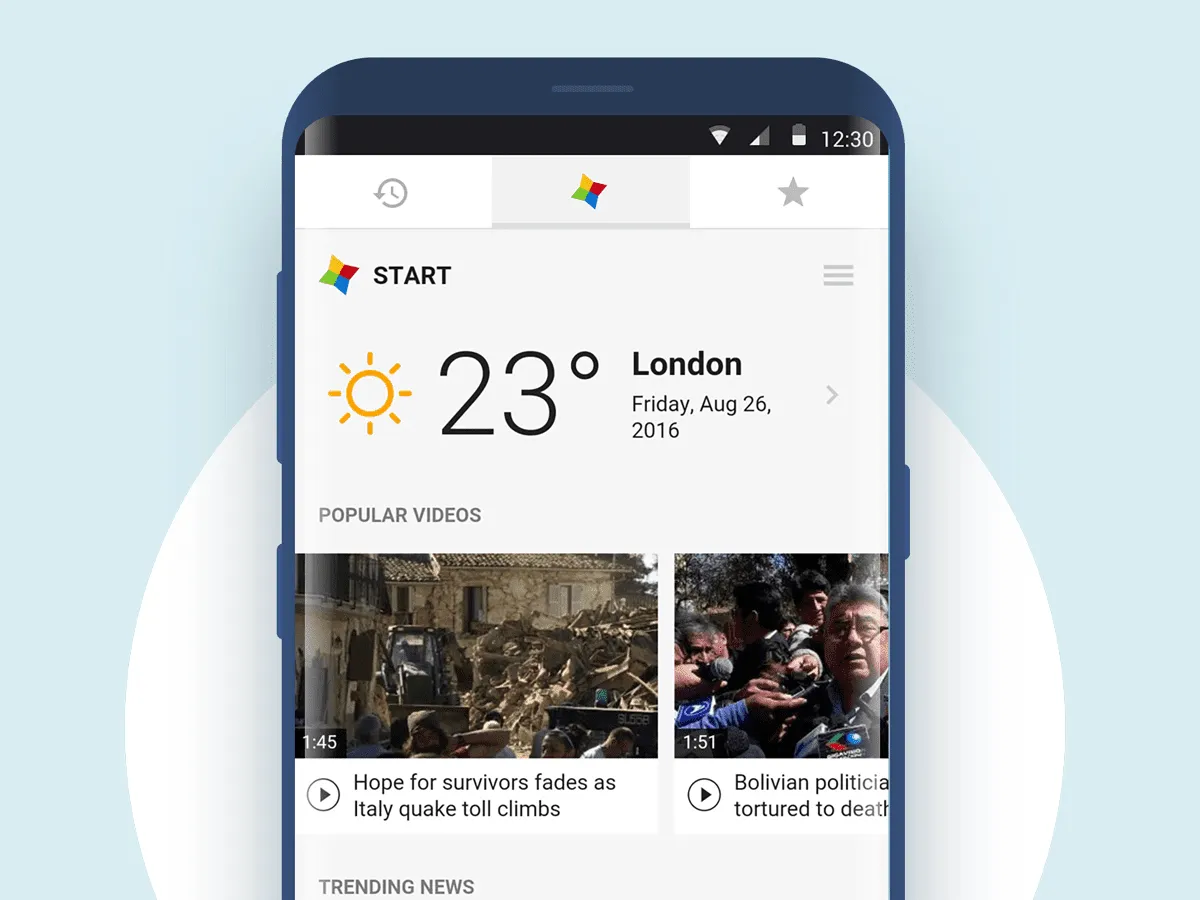 12:30
START
23°
London
Friday, Aug 26,
2016
POPULAR VIDEOS
1:45
1:51
Hope for survivors fades as
Italy quake toll climbs
Bolivian politicia
tortured to death
TRENDING NEWS